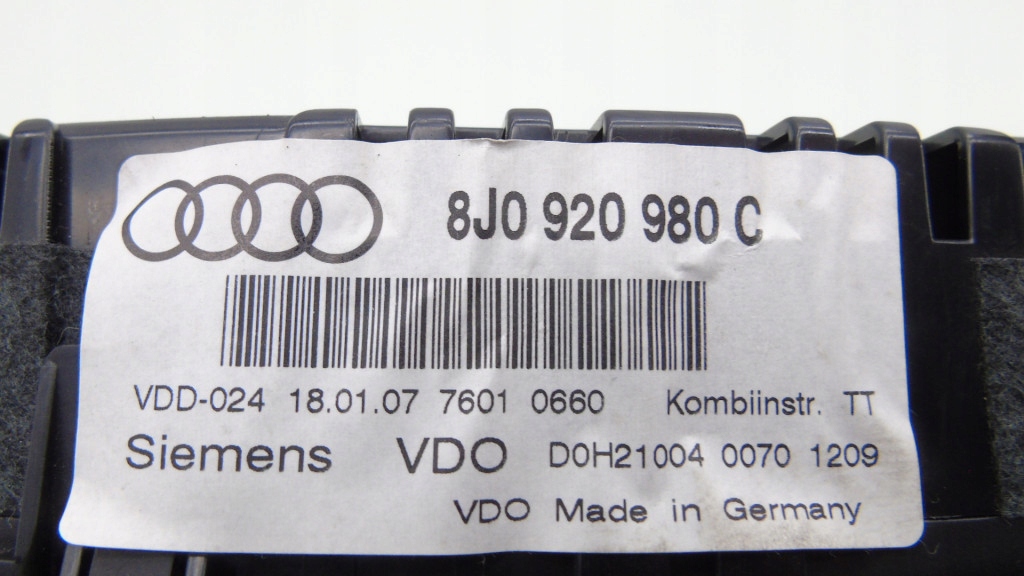 8J0 920 980 C
VDD-024 18.01.07 7601 0660 Kombiinstr. TT
Siemens VDO D0H21004 0070 1209
VDO Made in Germany